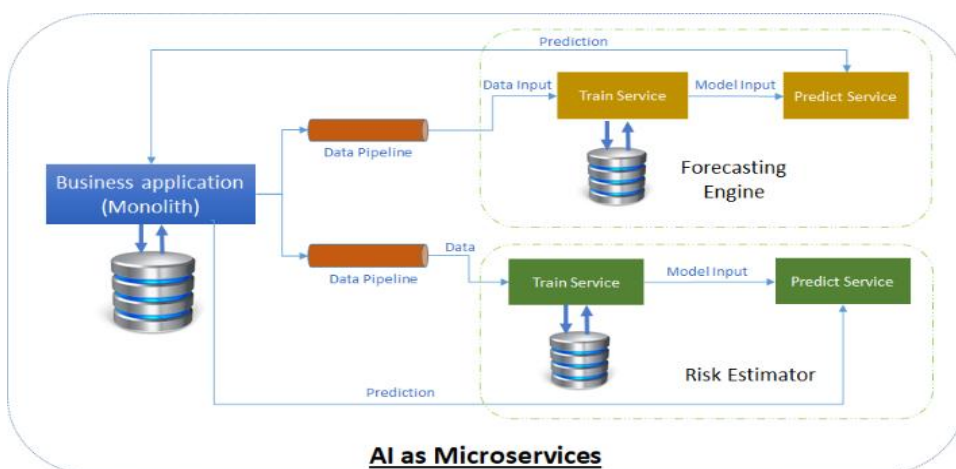 Prediction
Data Input
Train Service
Model Input
Predict Service
Data Pipeline
Forecasting
Engine
Business application
(Monolith)
Data
Data Pipeline
Train Service
Model Input
Predict Service
Risk Estimator
Prediction
AI as Microservices